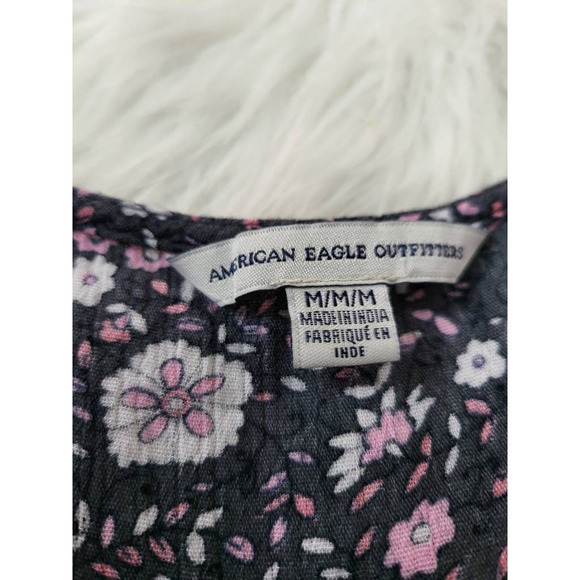 AMERICAN EAGLE OUTFITTERS
M/M/M
MADE IN INDIA
FABRIQUÉ EN
INDE